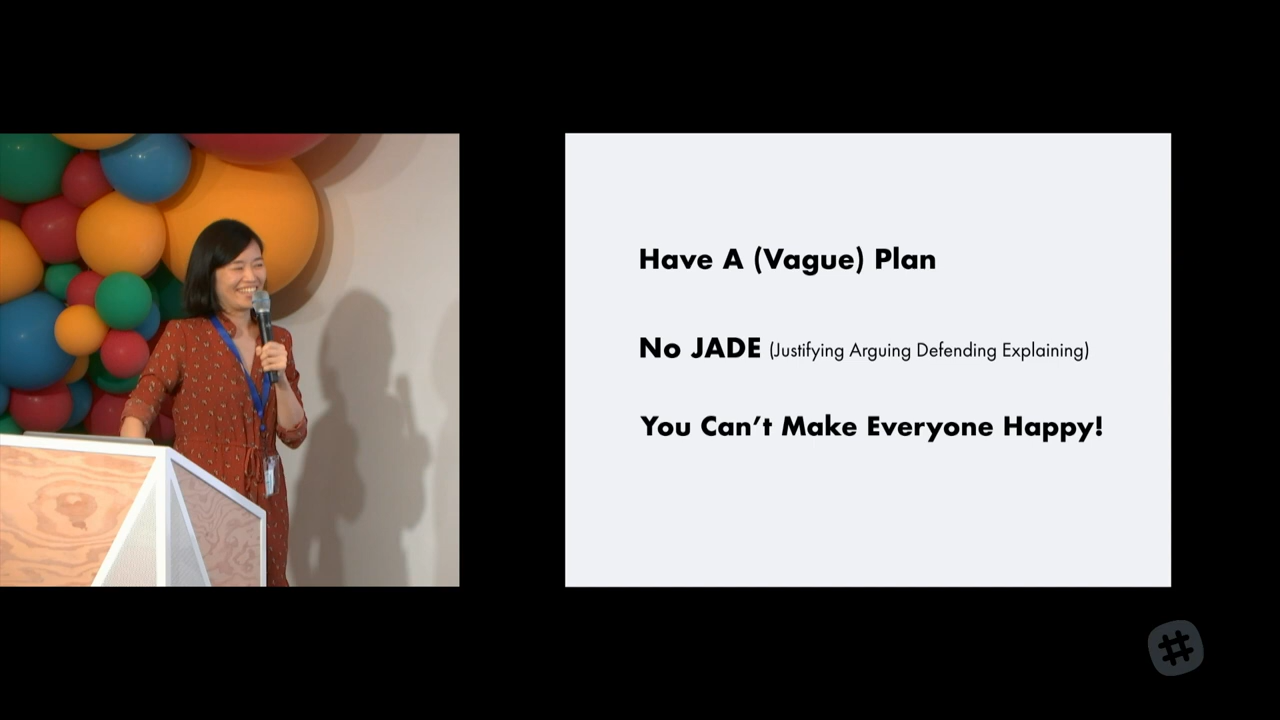 Have A (Vague) Plan
No JADE (Justifying Arguing Defending Explaining)
You Can't Make Everyone Happy!